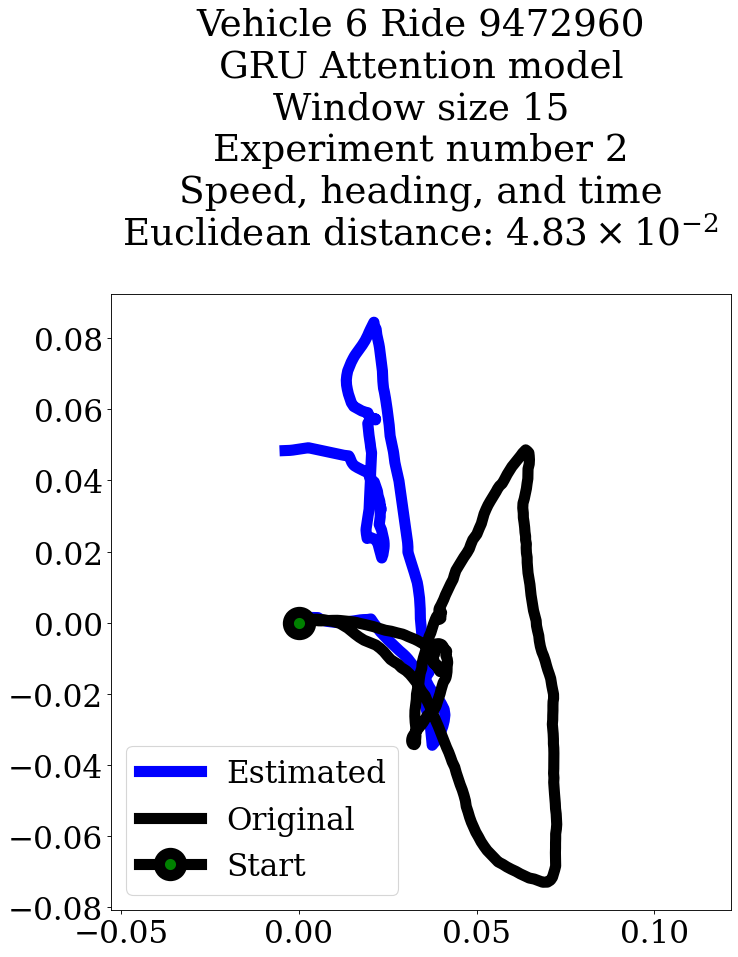 Vehicle 6 Ride 9472960
GRU Attention model
Window size 15
Experiment number 2
Speed, heading, and time
Euclidean distance: 4.83 × 10⁻²
0.08
0.06
0.04
0.02
0.00
−0.02
−0.04
−0.06
−0.08
Estimated
Original
Start
−0.05 0.00 0.05 0.10